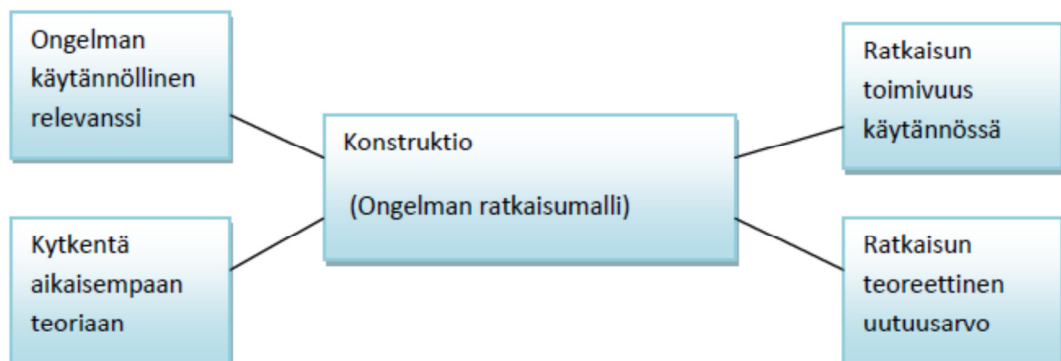 Ongelman
käytännöllinen
relevanssi
Kytkentä
aikaisempaan
teoriaan
Konstruktio
(Ongelman ratkaisumalli)
Ratkaisun
toimivuus
käytännössä
Ratkaisun
teoreettinen
uutuusarvo